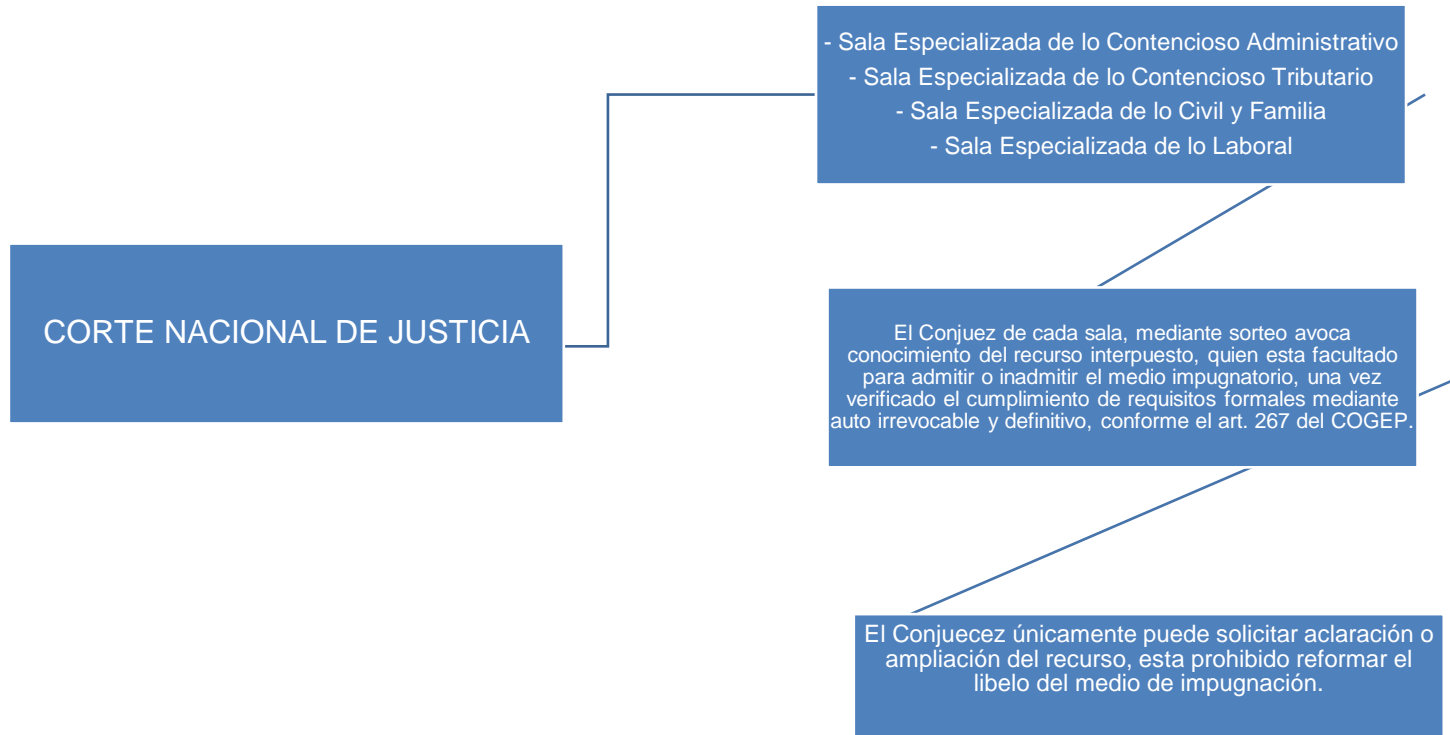 - Sala Especializada de lo Contencioso Administrativo
- Sala Especializada de lo Contencioso Tributario
- Sala Especializada de lo Civil y Familia
- Sala Especializada de lo Laboral
CORTE NACIONAL DE JUSTICIA
El Conjuez de cada sala, mediante sorteo avoca
conocimiento del recurso interpuesto, quien esta facultado
para admitir o inadmitir el medio impugnatorio, una vez
verificado el cumplimiento de requisitos formales mediante
auto irrevocable y definitivo, conforme el art. 267 del COGEP.
El Conjuecez únicamente puede solicitar aclaración o
ampliación del recurso, esta prohibido reformar el
libelo del medio de impugnación.